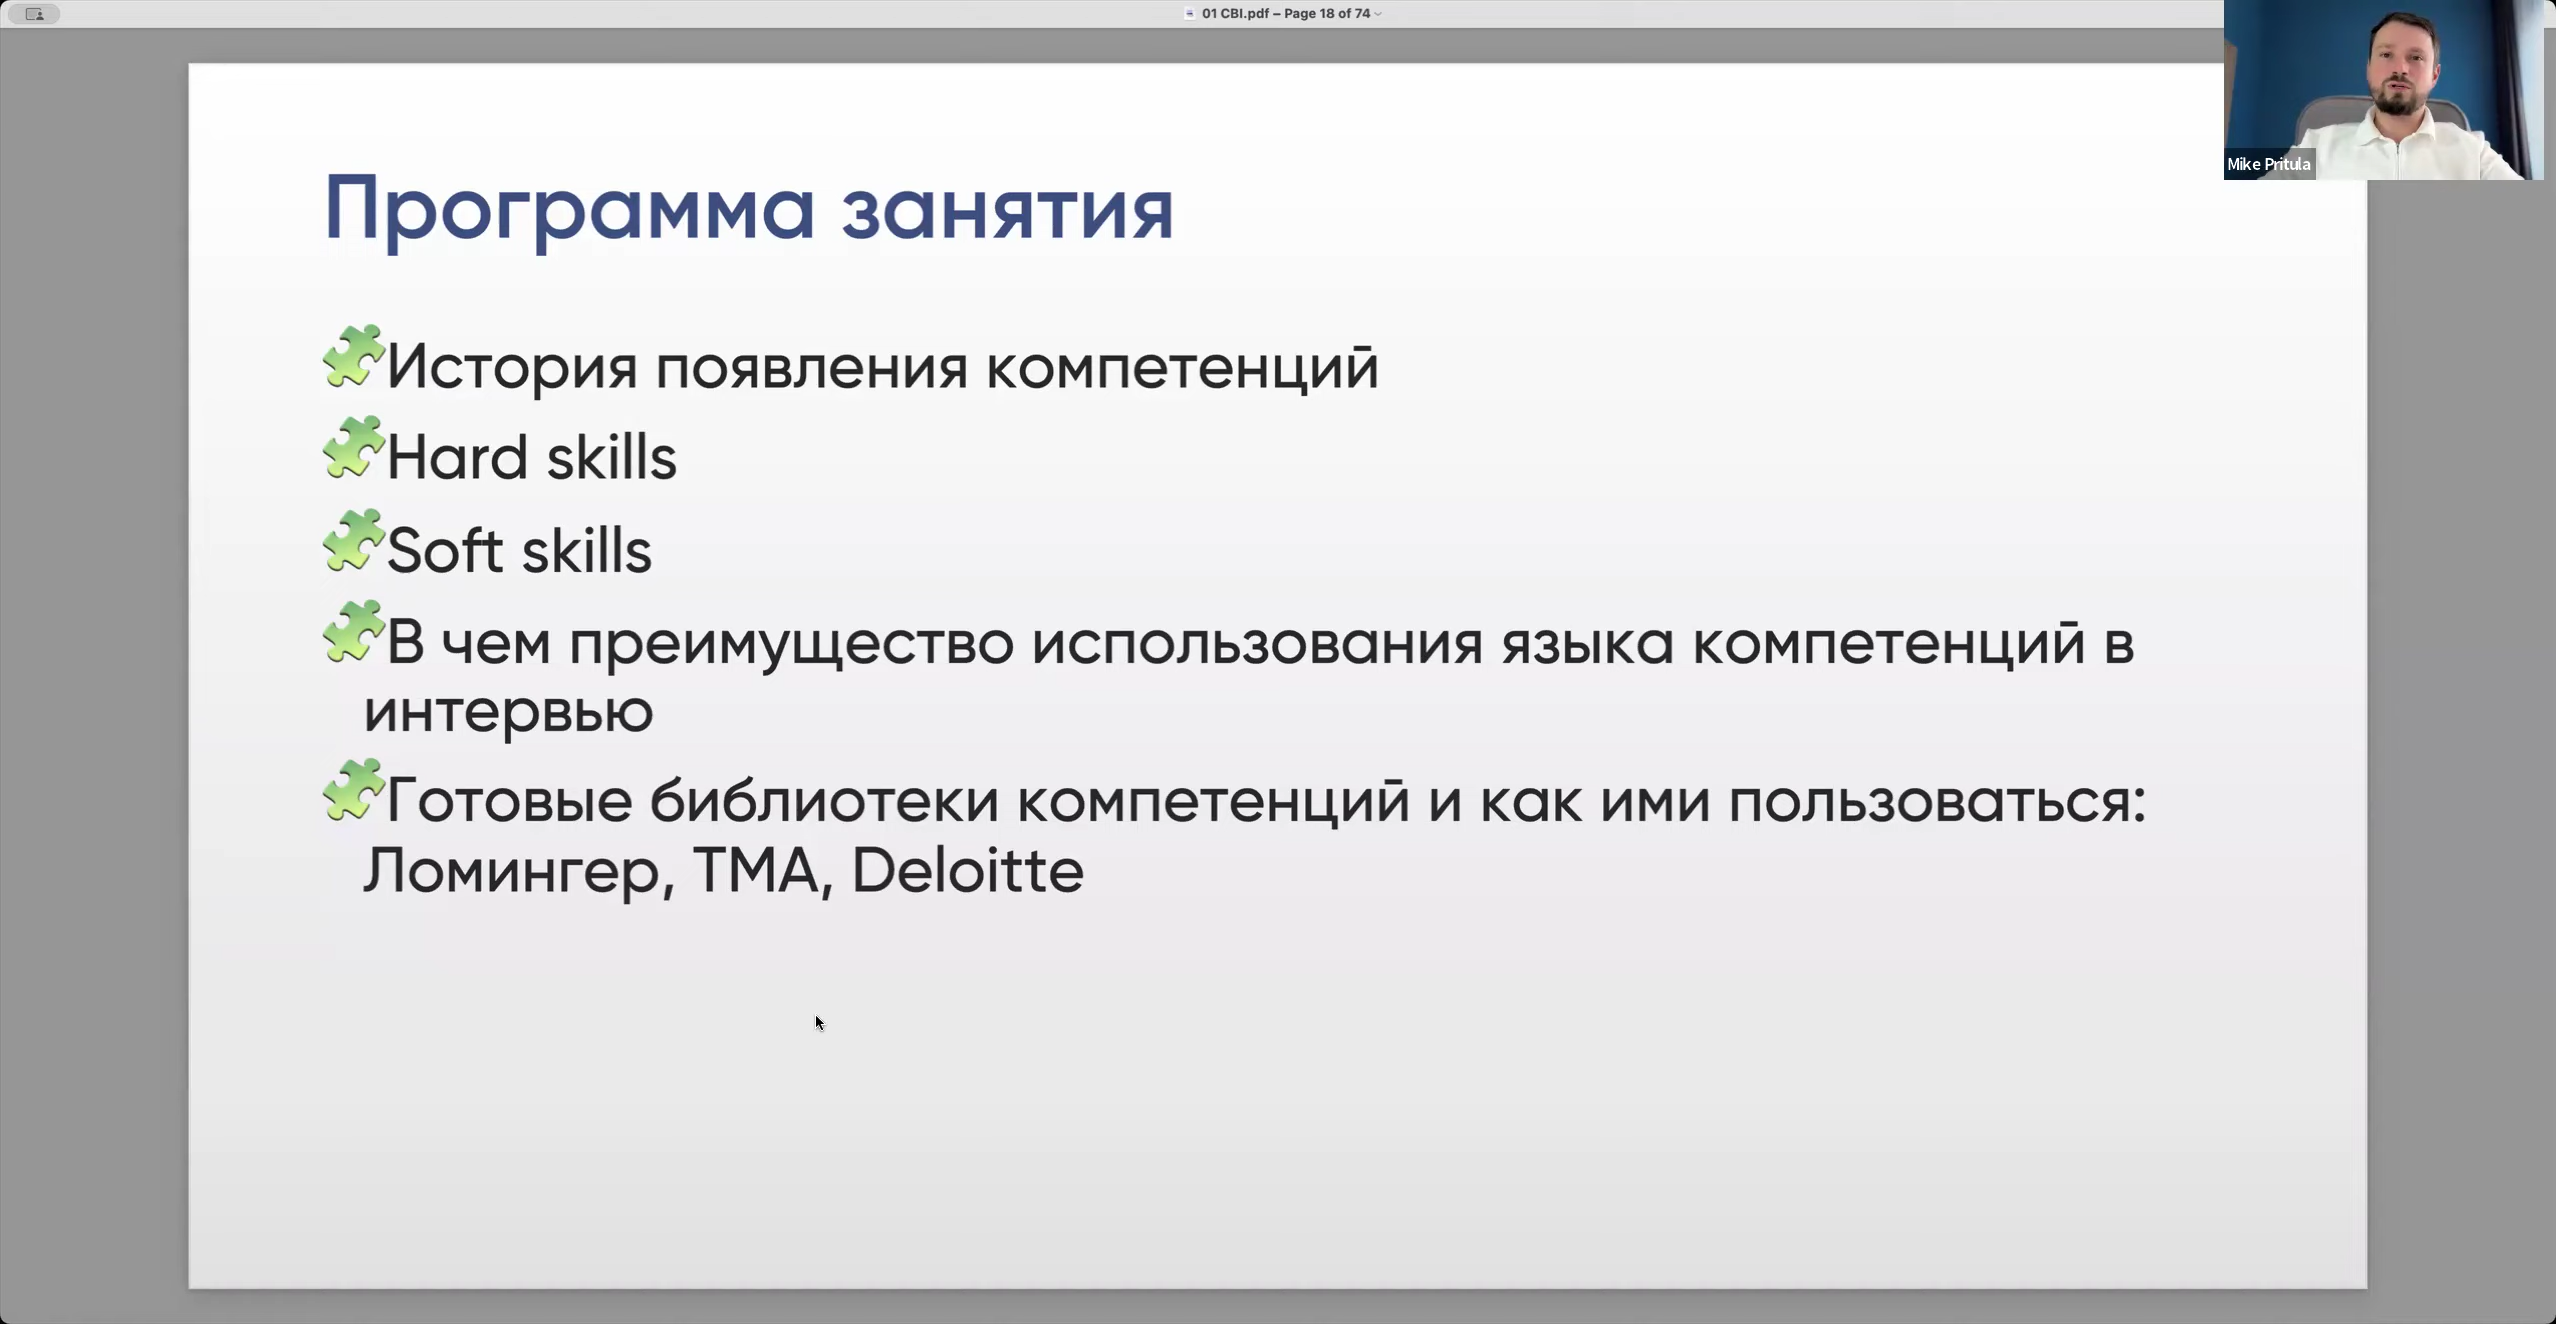 01 CBI.pdf – Page 18 of 74
Mike Pritula
Программа занятия
История появления компетенций
Hard skills
Soft skills
В чем преимущество использования языка компетенций в
интервью
Готовые библиотеки компетенций и как ими пользоваться:
Ломингер, ТМА, Deloitte